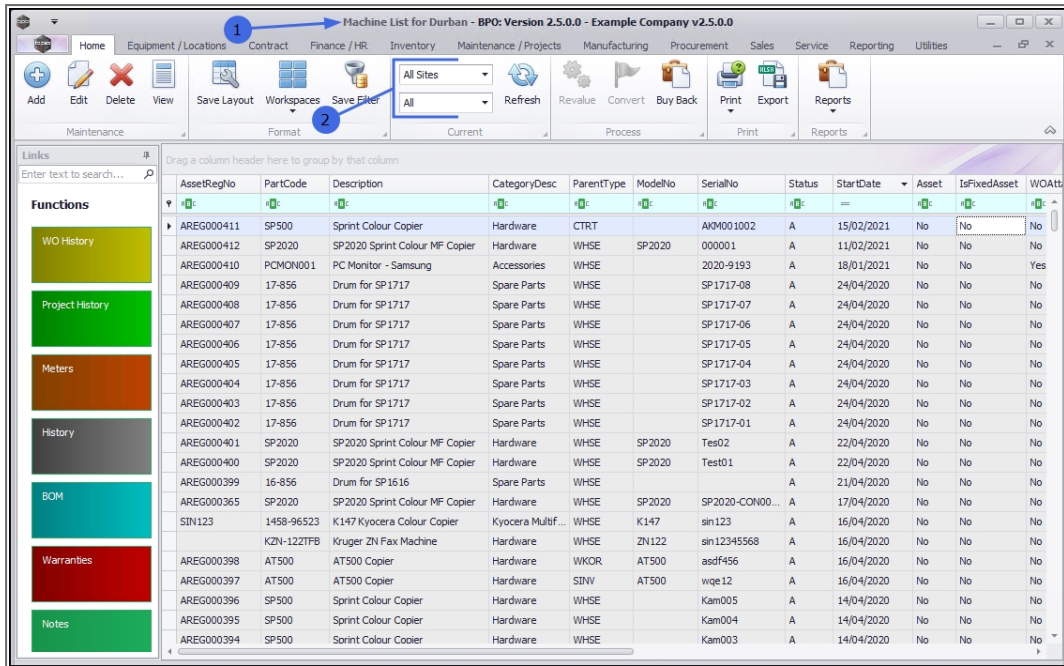 1 Machine List for Durban - BPO: Version 2.5.0.0 - Example Company v2.5.0.0
Home Equipment / Locations Contract Finance / HR Inventory Maintenance / Projects Manufacturing Procurement Sales Service Reporting Utilities
All Sites
Add Edit Delete View Save Layout Workspaces Save Filter All Refresh Revalue Convert Buy Back Print Export Reports
2
Maintenance Format Current Process Print Reports
Links
Drag a column header here to group by that column
Enter text to search...
AssetRegNo PartCode Description CategoryDesc ParentType ModelNo SerialNo Status StartDate Asset IsFixedAsset WOAtt
Functions
AREG000411 SP500 Sprint Colour Copier Hardware CTRT AKM001002 A 15/02/2021 No No No
AREG000412 SP2020 SP2020 Sprint Colour MF Copier Hardware WHSE SP2020 000001 A 11/02/2021 No No No
AREG000410 PCMON001 PC Monitor - Samsung Accessories WHSE 2020-9193 A 18/01/2021 No No Yes
AREG000409 17-856 Drum for SP1717 Spare Parts WHSE SP1717-08 A 24/04/2020 No No No
AREG000408 17-856 Drum for SP1717 Spare Parts WHSE SP1717-07 A 24/04/2020 No No No
AREG000407 17-856 Drum for SP1717 Spare Parts WHSE SP1717-06 A 24/04/2020 No No No
AREG000406 17-856 Drum for SP1717 Spare Parts WHSE SP1717-05 A 24/04/2020 No No No
AREG000405 17-856 Drum for SP1717 Spare Parts WHSE SP1717-04 A 24/04/2020 No No No
AREG000404 17-856 Drum for SP1717 Spare Parts WHSE SP1717-03 A 24/04/2020 No No No
AREG000403 17-856 Drum for SP1717 Spare Parts WHSE SP1717-02 A 24/04/2020 No No No
AREG000402 17-856 Drum for SP1717 Spare Parts WHSE SP1717-01 A 24/04/2020 No No No
AREG000401 SP2020 SP2020 Sprint Colour MF Copier Hardware WHSE SP2020 Tes02 A 22/04/2020 No No No
AREG000400 SP2020 SP2020 Sprint Colour MF Copier Hardware WHSE SP2020 Test01 A 22/04/2020 No No No
AREG000399 16-856 Drum for SP1616 Spare Parts WHSE A 21/04/2020 No No No
AREG000365 SP2020 SP2020 Sprint Colour MF Copier Hardware WHSE SP2020 SP2020-CON00... A 17/04/2020 No No No
SIN123 1458-96523 K147 Kyocera Colour Copier Kyocera Multif... WHSE K147 sin123 A 16/04/2020 No No No
KZN-122TFB Kruger ZN Fax Machine Hardware WHSE ZN122 sin12345568 A 16/04/2020 No No No
AREG000398 AT500 AT500 Copier Hardware WKOR AT500 asdf456 A 16/04/2020 No No No
AREG000397 AT500 AT500 Copier Hardware SINV AT500 wqe12 A 16/04/2020 No No No
AREG000396 SP500 Sprint Colour Copier Hardware WHSE Kam005 A 14/04/2020 No No No
AREG000395 SP500 Sprint Colour Copier Hardware WHSE Kam004 A 14/04/2020 No No No
AREG000394 SP500 Sprint Colour Copier Hardware WHSE Kam003 A 14/04/2020 No No No
WO History
Project History
Meters
History
BOM
Warranties
Notes